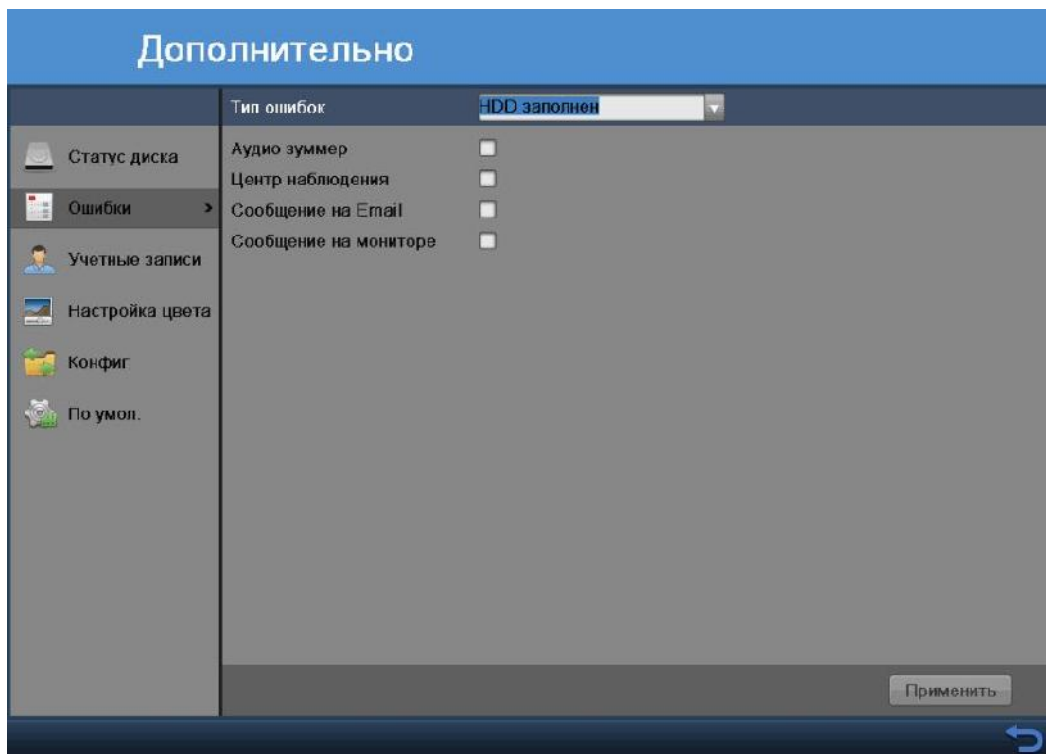 Дополнительно
Тип ошибок HDD заполнен
Статус диска
Ошибки
Учетные записи
Настройка цвета
Конфиг
По умол.
Аудио зуммер
Центр наблюдения
Сообщение на Email
Сообщение на мониторе
Применить